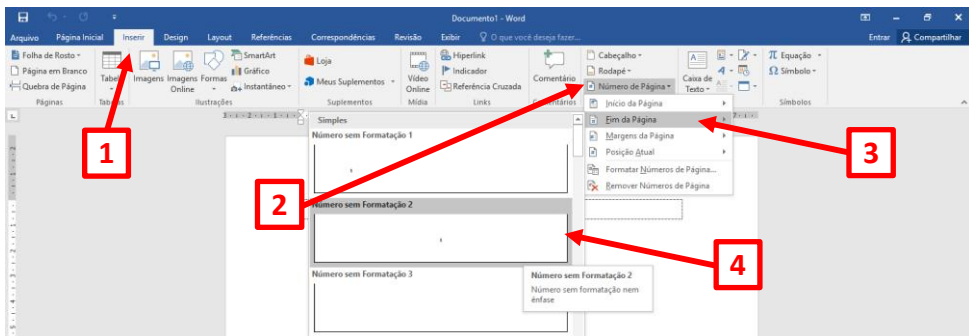 Documento1 - Word
Arquivo Página Inicial Inserir Design Layout Referências Correspondências Revisão Exibir O que você deseja fazer... Entrar Compartilhar
Folha de Rosto
Página em Branco
Quebra de Página
Páginas
Tabelas
Imagens Imagens Online Formas
SmartArt
Gráfico
Instantâneo
Ilustrações
Loja
Meus Suplementos
Suplementos
Vídeo Online
Mídia
Hiperlink
Indicador
Referência Cruzada
Links
Comentário
Comentários
Cabeçalho
Rodapé
Número de Página
Caixa de Texto
Equação
Símbolo
Símbolos
Início da Página
Fim da Página
Margens da Página
Posição Atual
Formatar Números de Página...
Remover Números de Página
Simples
Número sem Formatação 1
Número sem Formatação 2
Número sem Formatação 3
Número sem Formatação 2
Número sem formatação nem
ênfase
1
2
3
4